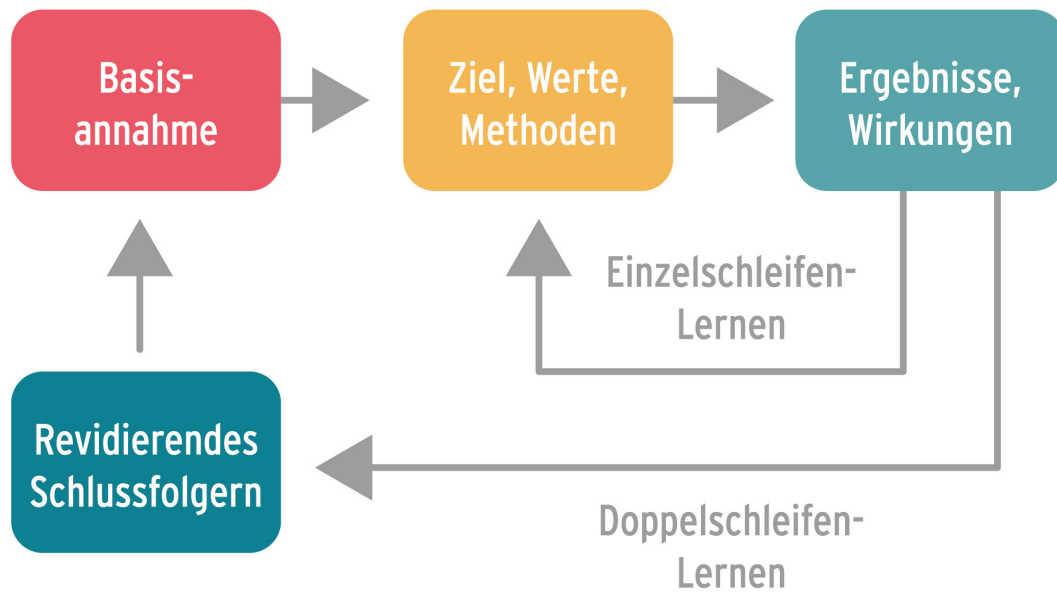 Basis-
annahme
Ziel, Werte,
Methoden
Ergebnisse,
Wirkungen
Einzelschleifen-
Lernen
Revidierendes
Schlussfolgern
Doppelschleifen-
Lernen